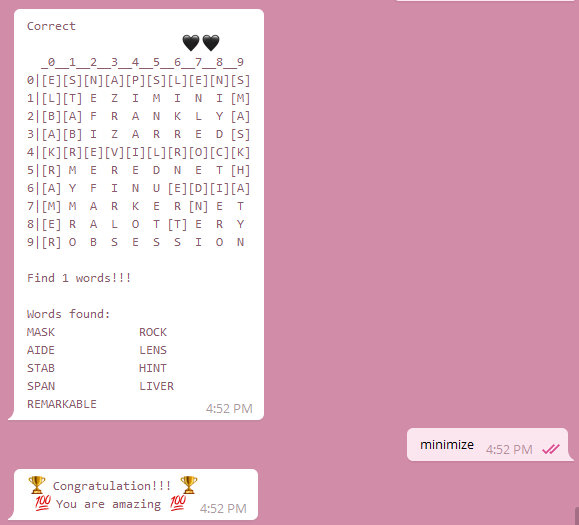 Correct
🖤🖤
_0__1__2__3__4__5__6__7__8__9
0|[E][S][N][A][P][S][L][E][N][S]
1|[L][T] E  Z  I  M  I  N  I [M]
2|[B][A] F  R  A  N  K  L  Y [A]
3|[A][B] I  Z  A  R  R  E  D [S]
4|[K][R][E][V][I][L][R][O][C][K]
5|[R] M  E  R  E  D  N  E  T [H]
6|[A] Y  F  I  N  U [E][D][I][A]
7|[M] M  A  R  K  E  R [N] E  T
8|[E] R  A  L  O  T [T] E  R  Y
9|[R] O  B  S  E  S  S  I  O  N
Find 1 words!!!
Words found:
MASK ROCK
AIDE LENS
STAB HINT
SPAN LIVER
REMARKABLE
4:52 PM
minimize 4:52 PM
🏆 Congratulation!!! 🏆
💯 You are amazing 💯 4:52 PM